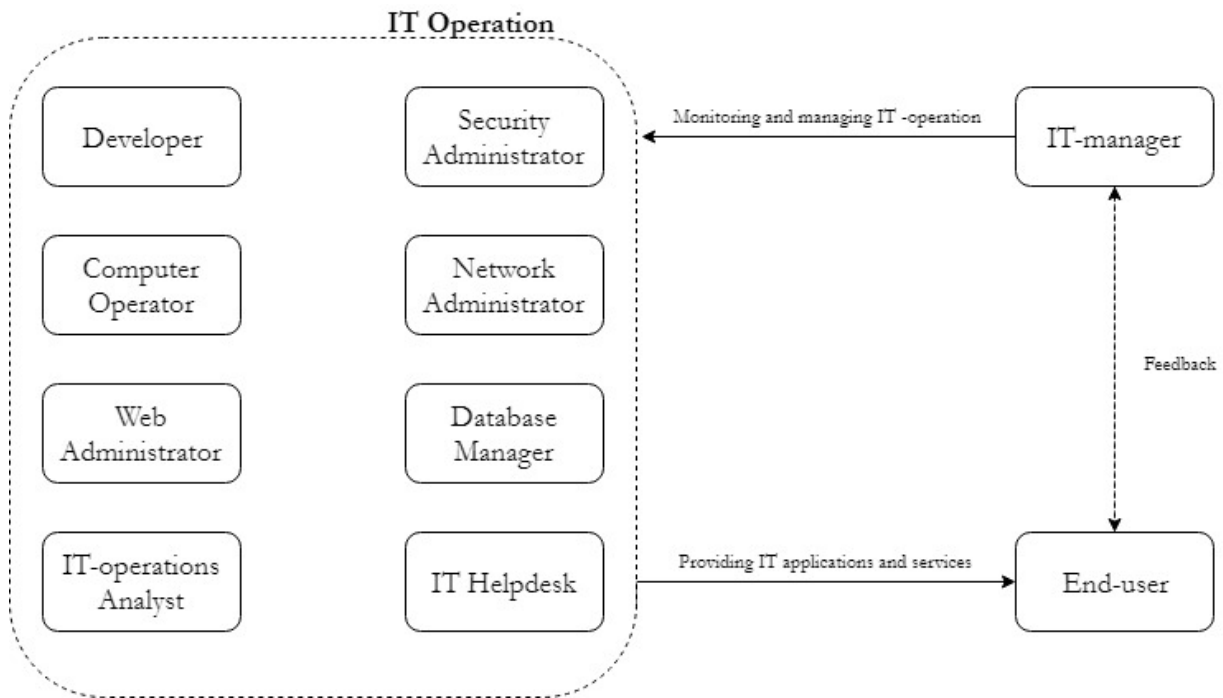 IT Operation
Developer
Security
Administrator
Monitoring and managing IT -operation
IT-manager
Computer
Operator
Network
Administrator
Feedback
Web
Administrator
Database
Manager
IT-operations
Analyst
IT Helpdesk
Providing IT applications and services
End-user